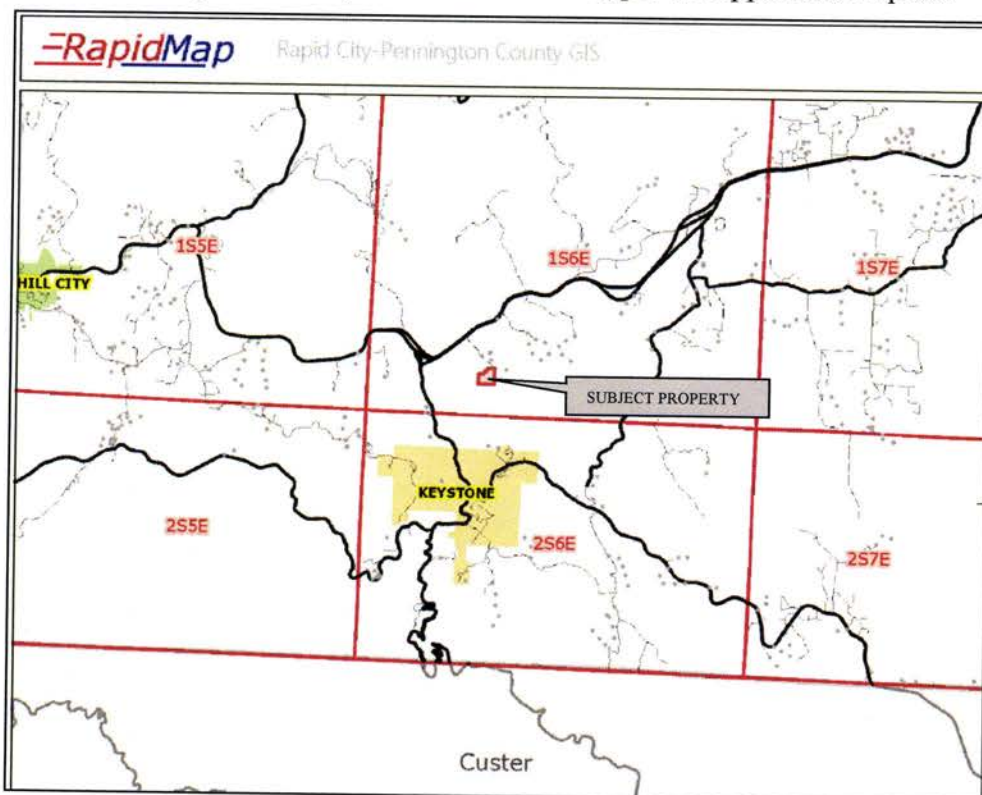 RapidMap
Rapid City-Pennington County GIS
1S5E
1S6E
1S7E
HILL CITY
SUBJECT PROPERTY
KEYSTONE
2S5E
2S6E
2S7E
Custer